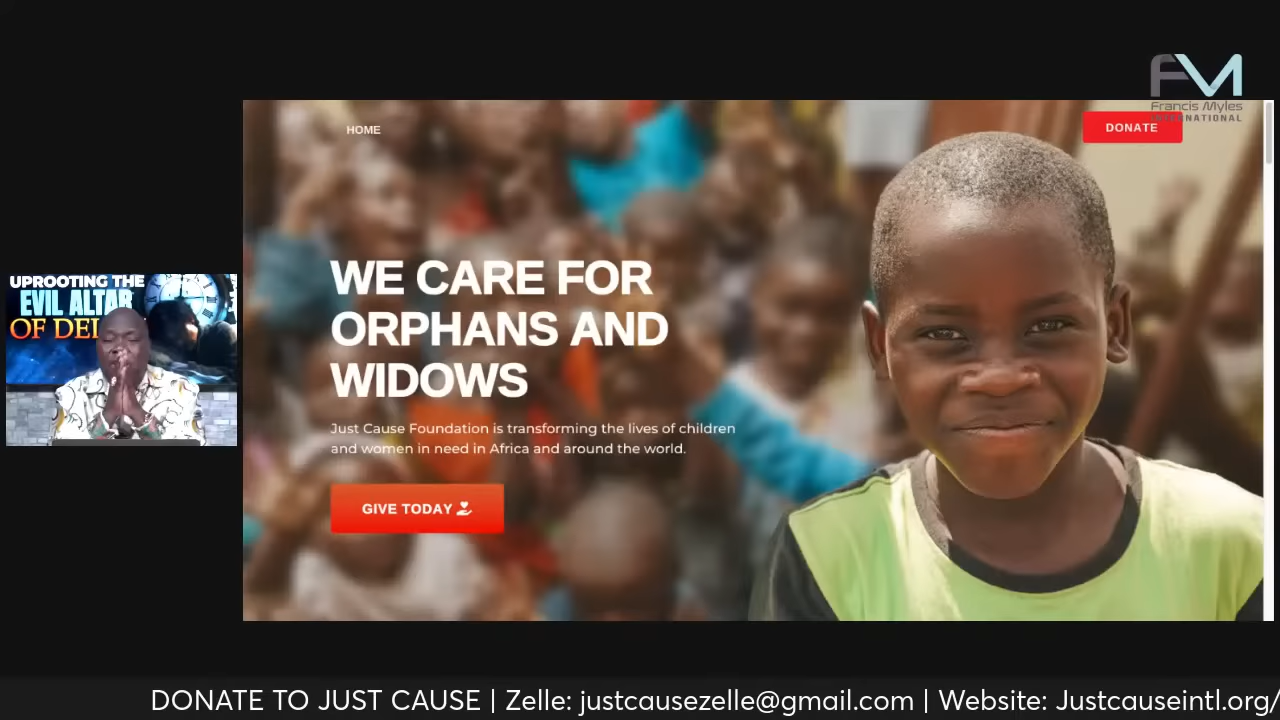 FM
Francis Myles
INTERNATIONAL
HOME
DONATE
UPROOTING THE
EVIL ALTAR
OF DEL
WE CARE FOR
ORPHANS AND
WIDOWS
Just Cause Foundation is transforming the lives of children
and women in need in Africa and around the world.
GIVE TODAY
DONATE TO JUST CAUSE | Zelle: justcausezelle@gmail.com | Website: Justcauseintl.org/